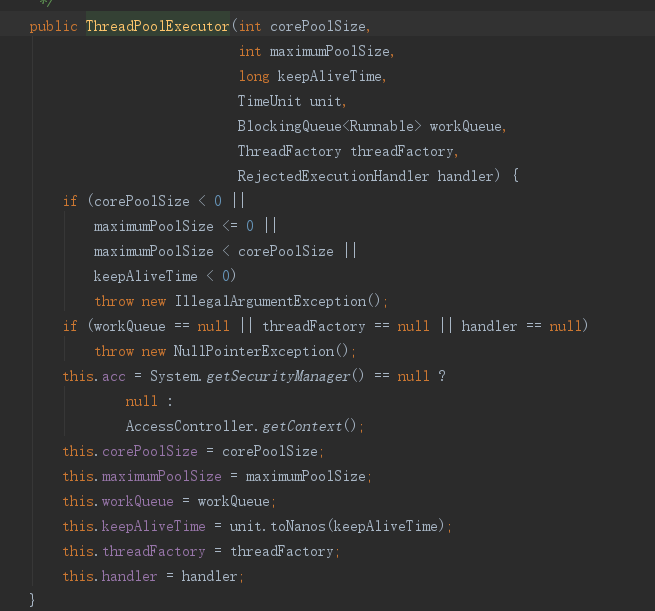 */
public ThreadPoolExecutor(int corePoolSize,
                          int maximumPoolSize,
                          long keepAliveTime,
                          TimeUnit unit,
                          BlockingQueue<Runnable> workQueue,
                          ThreadFactory threadFactory,
                          RejectedExecutionHandler handler) {
    if (corePoolSize < 0 ||
        maximumPoolSize <= 0 ||
        maximumPoolSize < corePoolSize ||
        keepAliveTime < 0)
        throw new IllegalArgumentException();
    if (workQueue == null || threadFactory == null || handler == null)
        throw new NullPointerException();
    this.acc = System.getSecurityManager() == null ?
            null :
            AccessController.getContext();
    this.corePoolSize = corePoolSize;
    this.maximumPoolSize = maximumPoolSize;
    this.workQueue = workQueue;
    this.keepAliveTime = unit.toNanos(keepAliveTime);
    this.threadFactory = threadFactory;
    this.handler = handler;
}